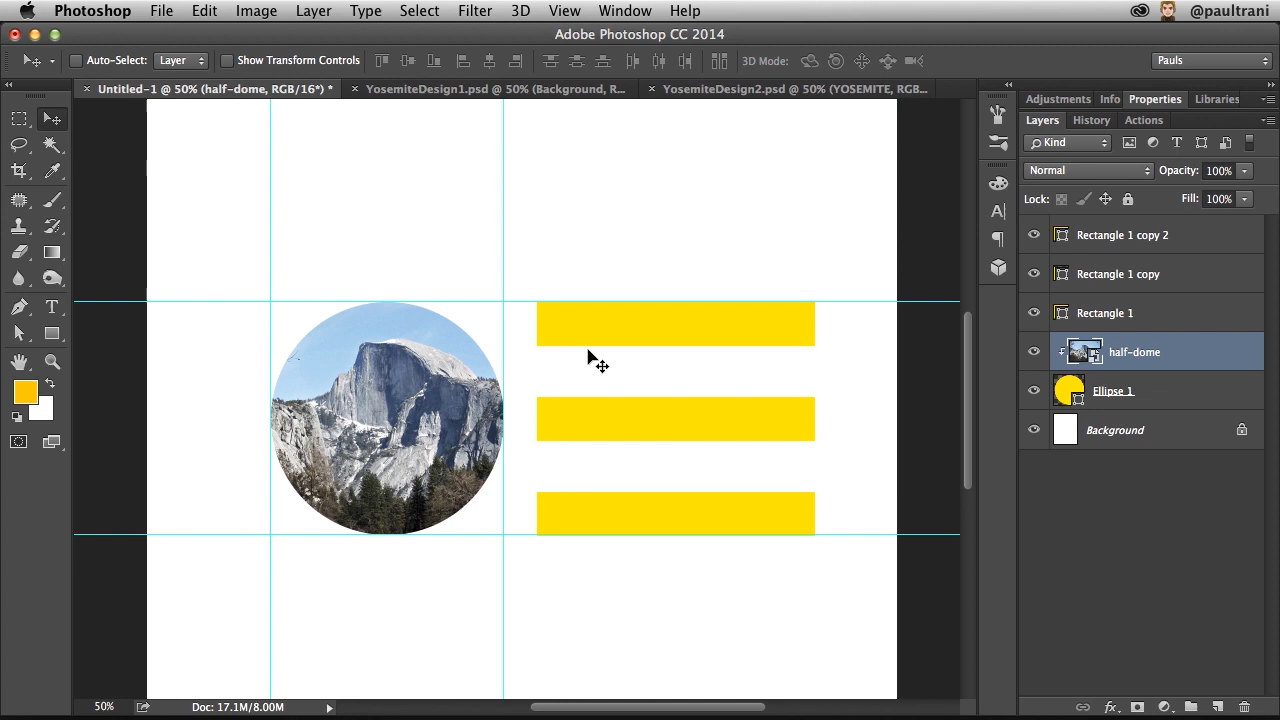 Photoshop File Edit Image Layer Type Select Filter 3D View Window Help @paultrani
Adobe Photoshop CC 2014
Auto-Select: Layer Show Transform Controls 3D Mode: Pauls
× Untitled-1 @ 50% (half-dome, RGB/16*) * × YosemiteDesign1.psd @ 50% (Background, R... × YosemiteDesign2.psd @ 50% (YOSEMITE, RGB...
Adjustments Info Properties Libraries
Layers History Actions
Kind
Normal Opacity: 100%
Lock: Fill: 100%
Rectangle 1 copy 2
Rectangle 1 copy
Rectangle 1
half-dome
Ellipse 1
Background
50% Doc: 17.1M/8.00M